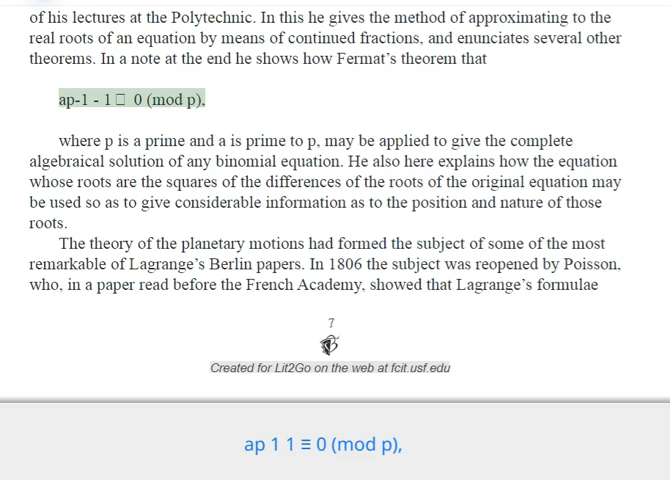 of his lectures at the Polytechnic. In this he gives the method of approximating to the
real roots of an equation by means of continued fractions, and enunciates several other
theorems. In a note at the end he shows how Fermat’s theorem that
ap-1 - 1□ 0 (mod p),
where p is a prime and a is prime to p, may be applied to give the complete
algebraical solution of any binomial equation. He also here explains how the equation
whose roots are the squares of the differences of the roots of the original equation may
be used so as to give considerable information as to the position and nature of those
roots.
The theory of the planetary motions had formed the subject of some of the most
remarkable of Lagrange’s Berlin papers. In 1806 the subject was reopened by Poisson,
who, in a paper read before the French Academy, showed that Lagrange’s formulae
7
Created for Lit2Go on the web at fcit.usf.edu
ap 1 1 ≡ 0 (mod p),